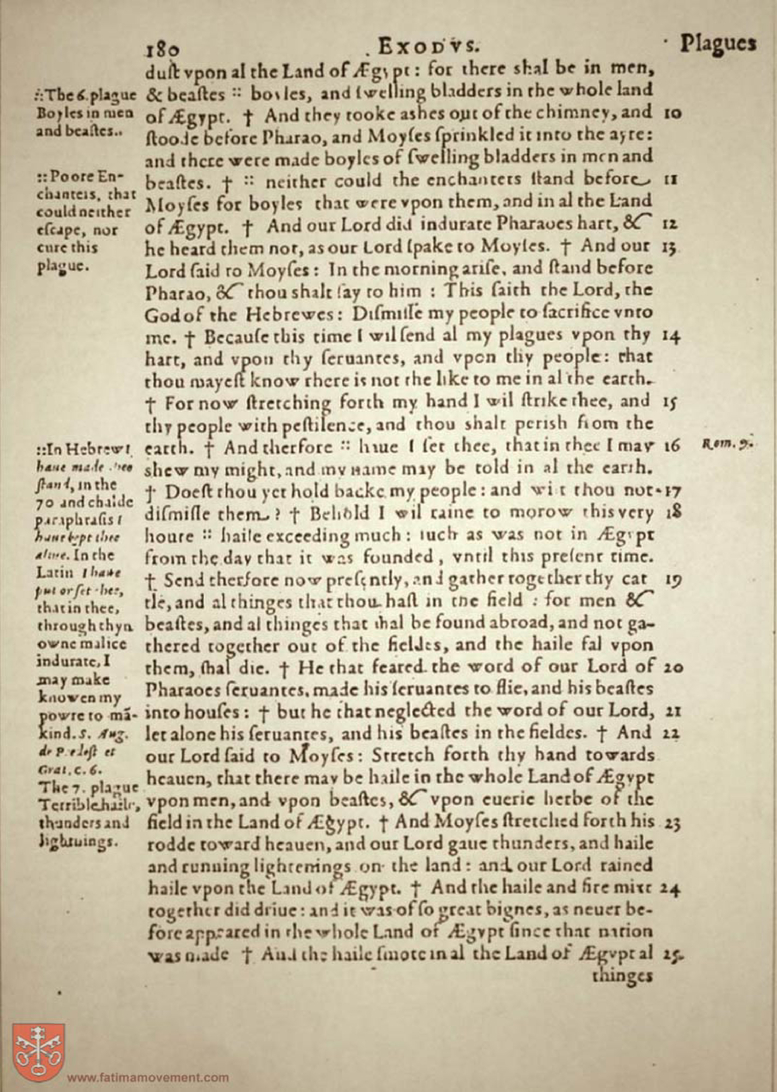 180 EXODVS. Plagues
duſt vpon al the Land of Ægypt: for there shal be in men,
& beaſtes :: boyles, and ſwelling bladders in the whole land
of Ægypt. † And they tooke ashes out of the chimney, and 10
ſtoode before Pharao, and Moyſes ſprinkled it into the ayre:
and there were made boyles of ſwelling bladders in men and
beaſtes. † :: neither could the enchanters ſtand before 11
Moyſes for boyles that were vpon them, and in al the Land
of Ægypt. † And our Lord did indurate Pharaoes hart, & 12
he heard them not, as our Lord ſpake to Moyſes. † And our 13
Lord ſaid to Moyſes: In the morning ariſe, and ſtand before
Pharao, & thou shalt ſay to him: This ſaith the Lord, the
God of the Hebrewes: Diſmiſſe my people to ſacrifice vnto
me. † Becauſe this time I wil ſend al my plagues vpon thy 14
hart, and vpon thy ſeruantes, and vpon thy people: that
thou mayeſt know there is not the like to me in al the earth.
† For now ſtretching forth my hand I wil ſtrike thee, and 15
thy people with peſtilence, and thou shalt perish from the
earth. † And therfore :: haue I ſet thee, that in thee I may 16
shew my might, and my name may be told in al the earth.
† Doeſt thou yet hold backe my people: and wilt thou not 17
diſmiſſe them? † Behold I wil raine to morow this very 18
houre :: haile exceeding much: ſuch as was not in Ægypt
from the day that it was founded, vntil this preſent time.
† Send therfore now preſently, and gather together thy cat 19
tle, and al thinges that thou haſt in the field: for men &
beaſtes, and al thinges that shal be found abroad, and not ga-
thered together out of the fieldes, and the haile fal vpon
them, shal die. † He that feared the word of our Lord of 20
Pharaoes ſeruantes, made his ſeruantes to flie, and his beaſtes
into houſes: † but he that neglected the word of our Lord, 21
let alone his ſeruantes, and his beaſtes in the fieldes. † And 22
our Lord ſaid to Moyſes: Stretch forth thy hand towards
heauen, that there may be haile in the whole Land of Ægypt
vpon men, and vpon beaſtes, & vpon euerie herbe of the
field in the Land of Ægypt. † And Moyſes ſtretched forth his 23
rodde toward heauen, and our Lord gaue thunders, and haile
and running lightenings on the land: and our Lord rained
haile vpon the Land of Ægypt. † And the haile and fire mixt 24
together did driue: and it was of ſo great bignes, as neuer be-
fore appeared in the whole Land of Ægypt ſince that nation
was made † And the haile ſmote in al the Land of Ægypt al 25.
thinges
:: The 6. plague
Boyles in men
and beaſtes.
:: Poore En-
chanters, that
could neither
eſcape, nor
cure this
plague.
:: In Hebrew I
haue made thee
ſtand, in the
70 and chalde
paraphraſis I
haue kept thee
aliue. In the
Latin I haue
put or ſet thee,
that in thee,
through thyn
owne malice
indurate, I
may make
knowen my
powre to mã-
kind. S. Aug.
de Prædeſt et
Grat. c. 6.
The 7. plague
Terrible haile,
thunders and
lightnings.
Rom. 9.
www.fatimamovement.com